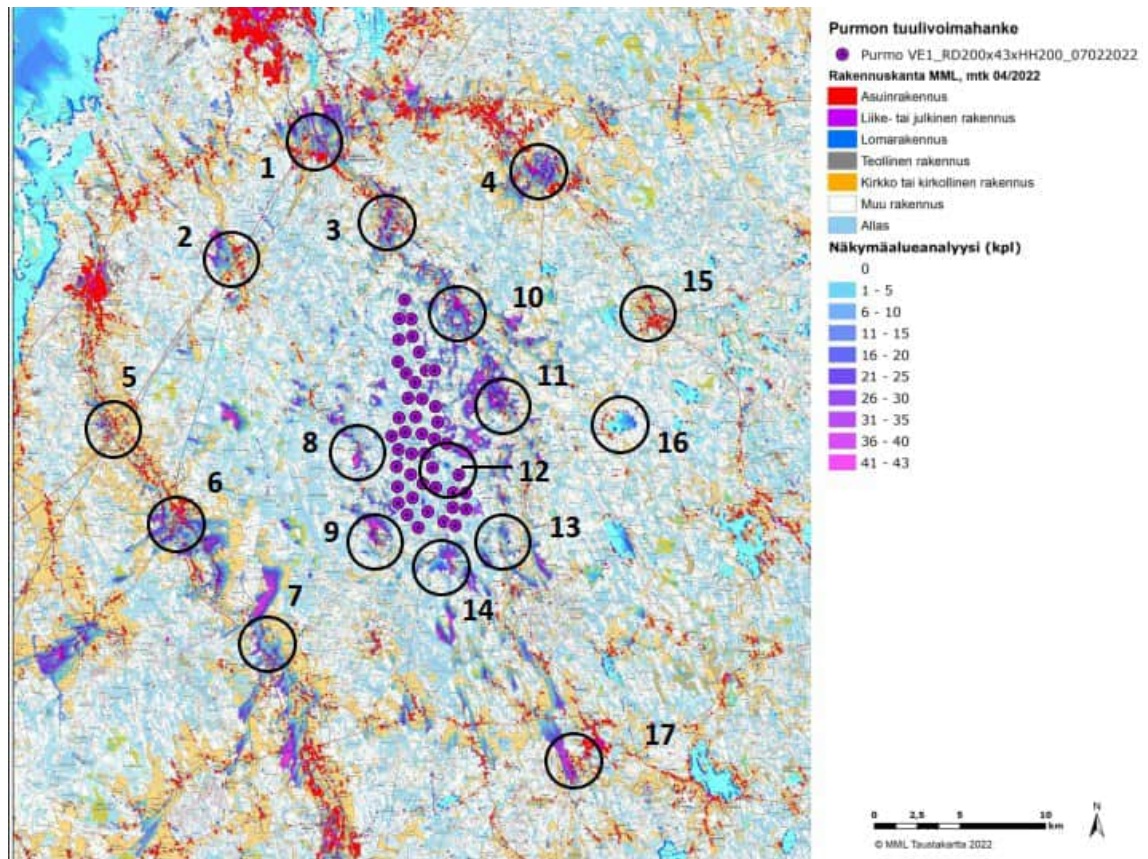 1
2
3
4
5
6
7
8
9
10
11
12
13
14
15
16
17
Purmon tuulivoimahanke
Purmo VE1_RD200x43xHH200_07022022
Rakennuskanta MML, mtk 04/2022
Asuinrakennus
Liike- tai julkinen rakennus
Lomarakennus
Teollinen rakennus
Kirkko tai kirkollinen rakennus
Muu rakennus
Allas
Näkymäalueanalyysi (kpl)
0
1 - 5
6 - 10
11 - 15
16 - 20
21 - 25
26 - 30
31 - 35
36 - 40
41 - 43
0 2,5 5 10
km
N
© MML Taustakartta 2022